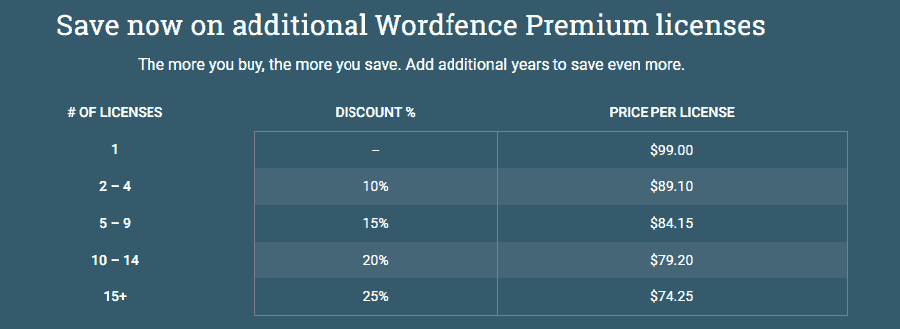 Save now on additional Wordfence Premium licenses
The more you buy, the more you save. Add additional years to save even more.
# OF LICENSES DISCOUNT % PRICE PER LICENSE
1 – $99.00
2 – 4 10% $89.10
5 – 9 15% $84.15
10 – 14 20% $79.20
15+ 25% $74.25